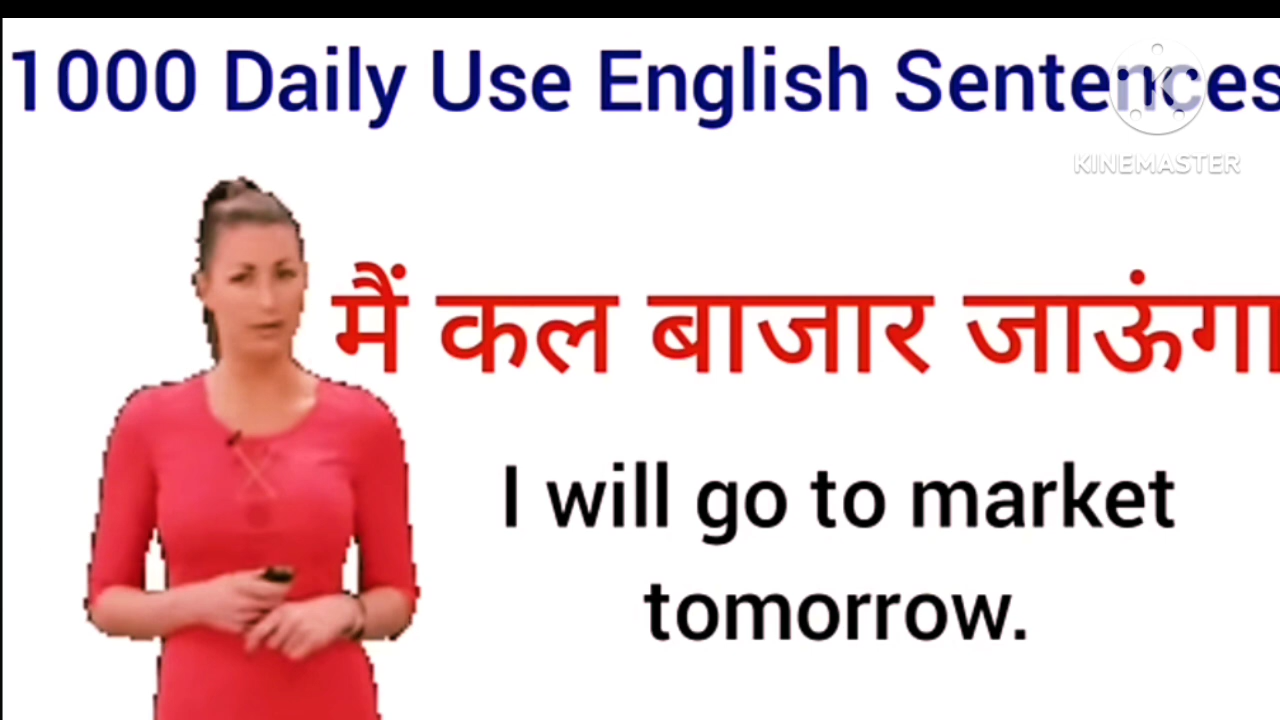 1000 Daily Use English Sentences
KINEMASTER
मैं कल बाजार जाऊंगा
I will go to market
tomorrow.